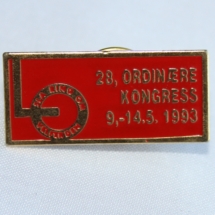 28, ORDINÆRE
KONGRESS
9,-14.5. 1993